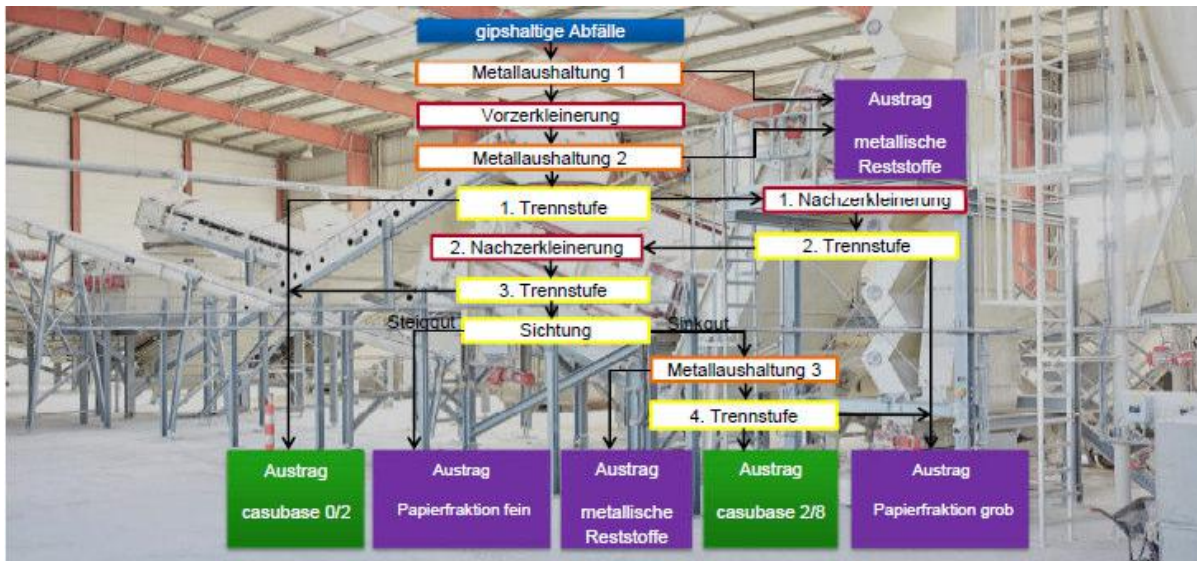 gipshaltige Abfälle
Metallaushaltung 1
Vorzerkleinerung
Metallaushaltung 2
Austrag
metallische
Reststoffe
1. Trennstufe
1. Nachzerkleinerung
2. Nachzerkleinerung
2. Trennstufe
3. Trennstufe
Steiggut
Sichtung
Sinkgut
Metallaushaltung 3
4. Trennstufe
Austrag
casubase 0/2
Austrag
Papierfraktion fein
Austrag
metallische
Reststoffe
Austrag
casubase 2/8
Austrag
Papierfraktion grob